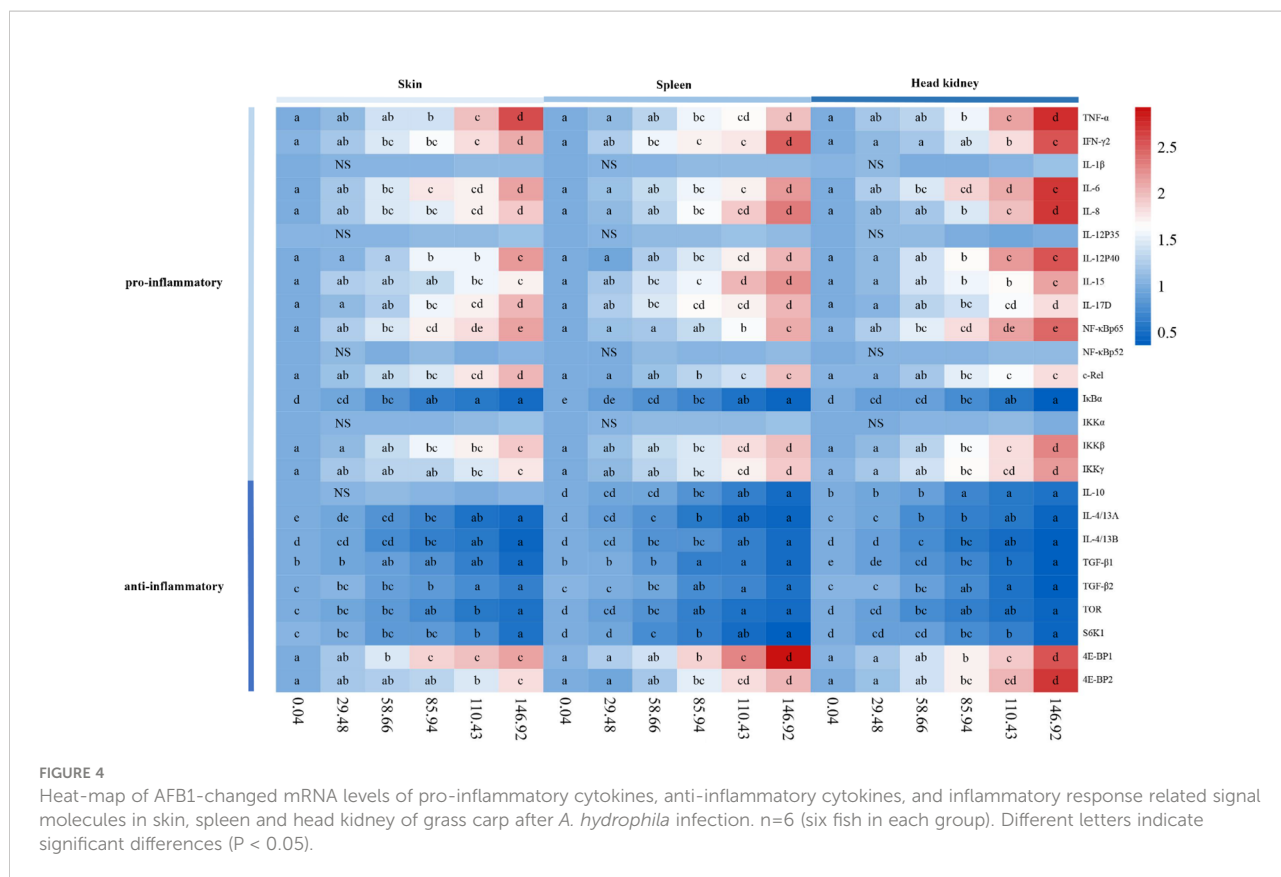 Skin Spleen Head kidney
a ab ab b c d a a ab bc cd d a ab ab b c d TNF-α
a ab bc bc c d a ab bc c c d a a a ab b c IFN-γ2
NS NS NS IL-1β
a ab bc c cd d a a ab bc c d a ab bc cd d c IL-6
a ab bc bc cd d a a ab bc cd d a ab ab b c d IL-8
NS NS NS IL-12P35
a a a b b c a a ab bc cd d a a ab b c c IL-12P40
a ab ab ab bc c a ab bc c d d a a b b b c IL-15
a a ab bc cd d a ab bc cd cd d a a ab bc cd d IL-17D
a ab bc cd de e a a a ab b c a ab bc cd de e NF-κBp65
NS NS NS NF-κBp52
a ab ab bc cd d a a ab b c c a a ab bc c c c-Rel
d cd bc ab a a e de cd bc ab a d cd cd bc ab a IκBα
NS NS NS IKKα
a a ab bc bc c a ab ab bc cd d a a ab bc c d IKKβ
a ab ab ab bc c a ab ab bc cd d a a ab bc cd d IKKγ
NS d cd cd bc ab a b b b a a a IL-10
e de cd bc ab a d cd c b ab a c c b b ab a IL-4/13A
d cd cd bc ab a d cd bc bc ab a d d c bc ab a IL-4/13B
b b ab ab ab a b b b a a a e de cd bc b a TGF-β1
c bc bc b a a c c bc ab a a c c bc ab a a TGF-β2
c bc bc ab b a d cd bc ab a a d cd bc ab ab a TOR
c bc bc bc b a d d c b ab a d cd cd bc b a S6K1
a ab b c c c a a ab b c d a a ab b c d 4E-BP1
a ab ab ab b c a a ab bc cd d a a ab bc cd d 4E-BP2
pro-inflammatory
anti-inflammatory
0.04 29.48 58.66 85.94 110.43 146.92 0.04 29.48 58.66 85.94 110.43 146.92 0.04 29.48 58.66 85.94 110.43 146.92
2.5
2
1.5
1
0.5
FIGURE 4
Heat-map of AFB1-changed mRNA levels of pro-inflammatory cytokines, anti-inflammatory cytokines, and inflammatory response related signal
molecules in skin, spleen and head kidney of grass carp after A. hydrophila infection. n=6 (six fish in each group). Different letters indicate
significant differences (P < 0.05).